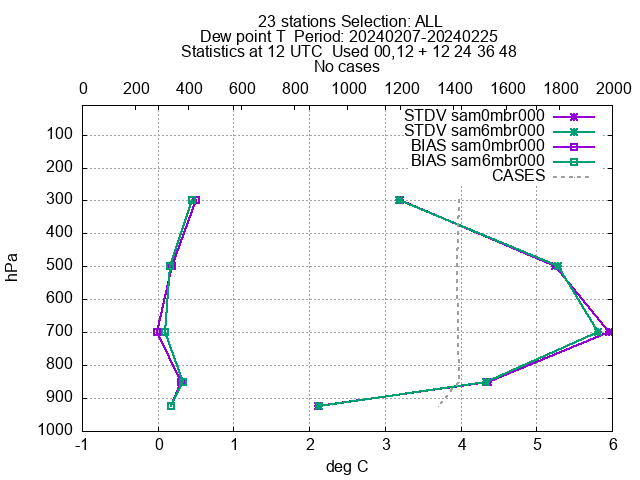 23 stations Selection: ALL
Dew point T  Period: 20240207-20240225
Statistics at 12 UTC  Used 00,12 + 12 24 36 48
No cases
0 200 400 600 800 1000 1200 1400 1600 1800 2000
STDV sam0mbr000
STDV sam6mbr000
BIAS sam0mbr000
BIAS sam6mbr000
CASES
100
200
300
400
500
600
700
800
900
1000
hPa
-1 0 1 2 3 4 5 6
deg C